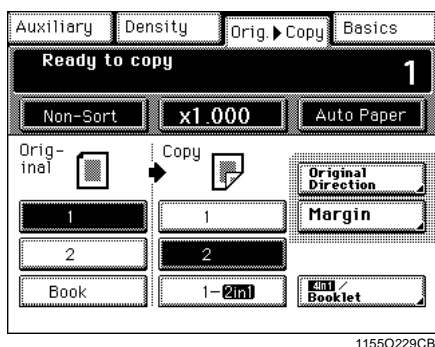 Auxiliary Density Orig.▶Copy Basics
Ready to copy 1
Non-Sort x1.000 Auto Paper
Orig-
inal
Copy
Original
Direction
1 1 Margin
2 2
Book 1-2in1
4in1 /
Booklet
1155O229CB